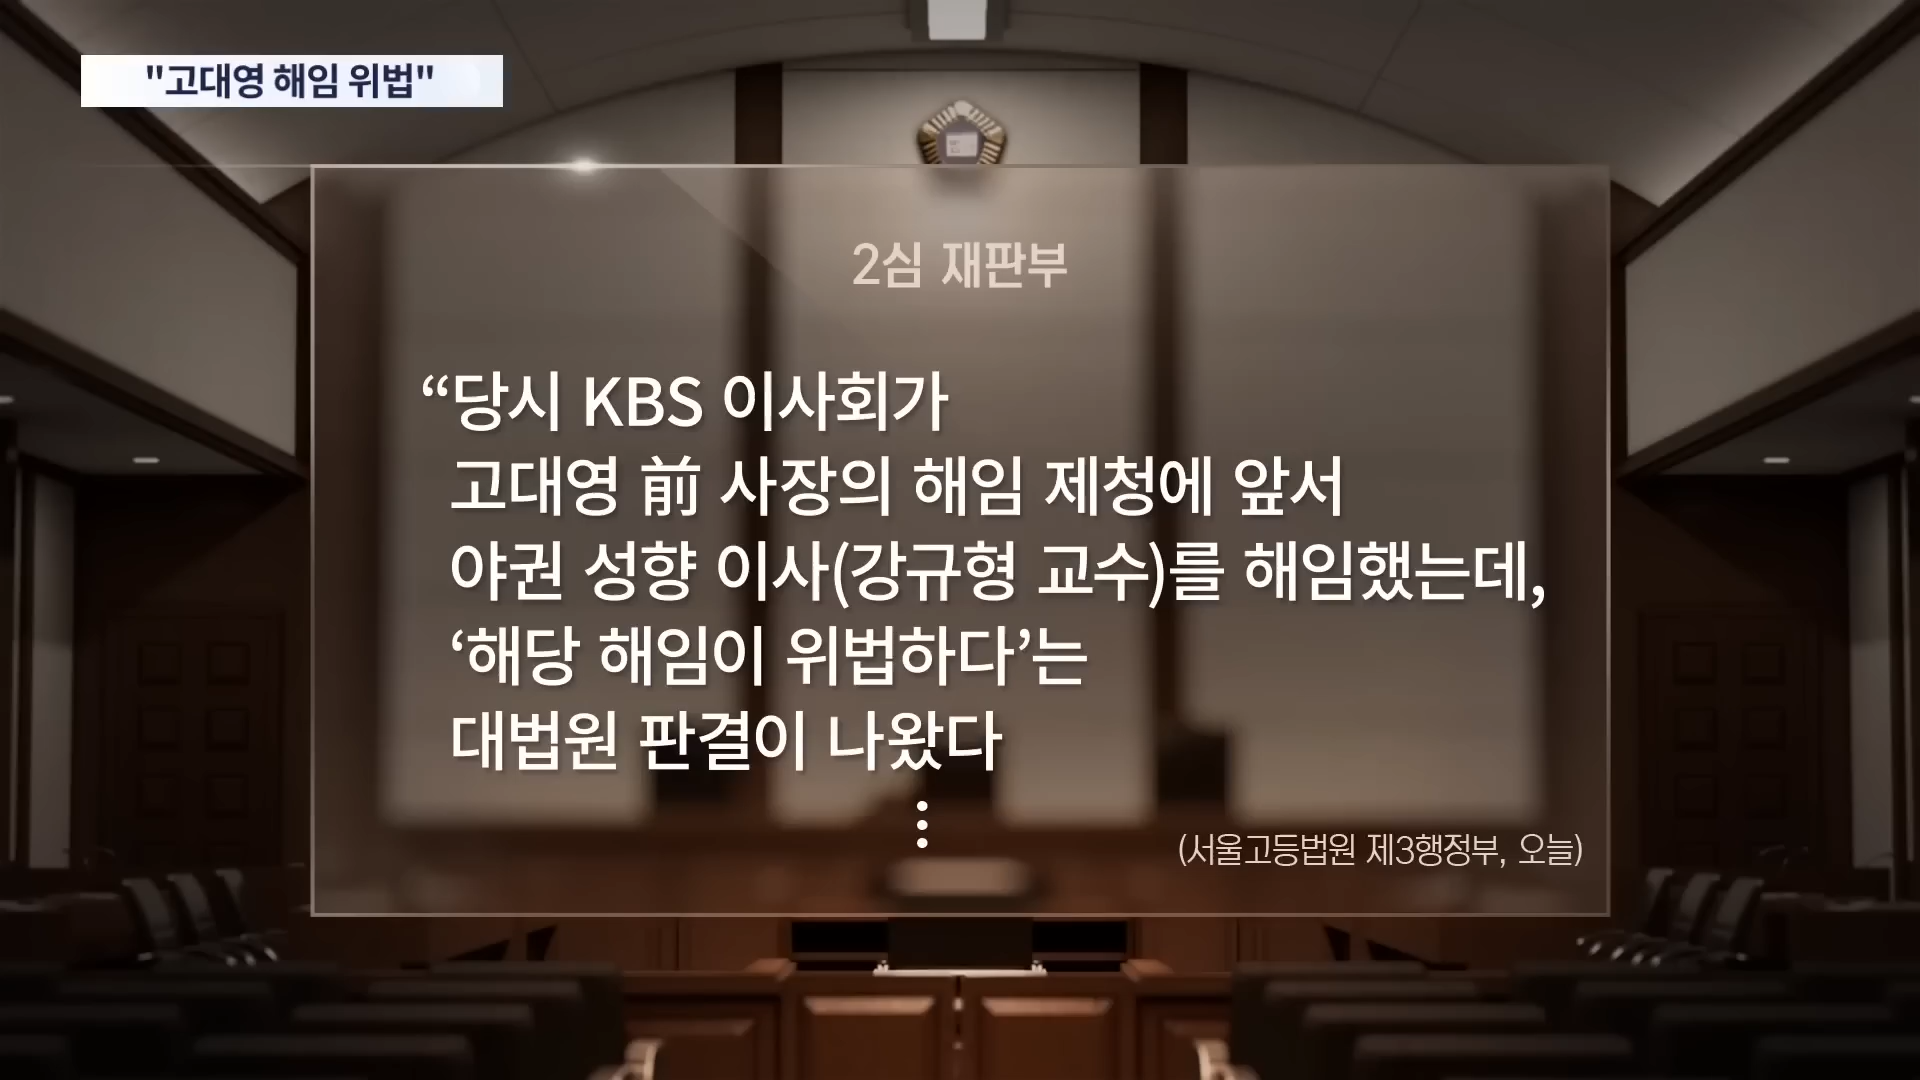 "고대영 해임 위법"
2심 재판부
“당시 KBS 이사회가
고대영 前 사장의 해임 제청에 앞서
야권 성향 이사(강규형 교수)를 해임했는데,
‘해당 해임이 위법하다’는
대법원 판결이 나왔다
⋮
(서울고등법원 제3행정부, 오늘)